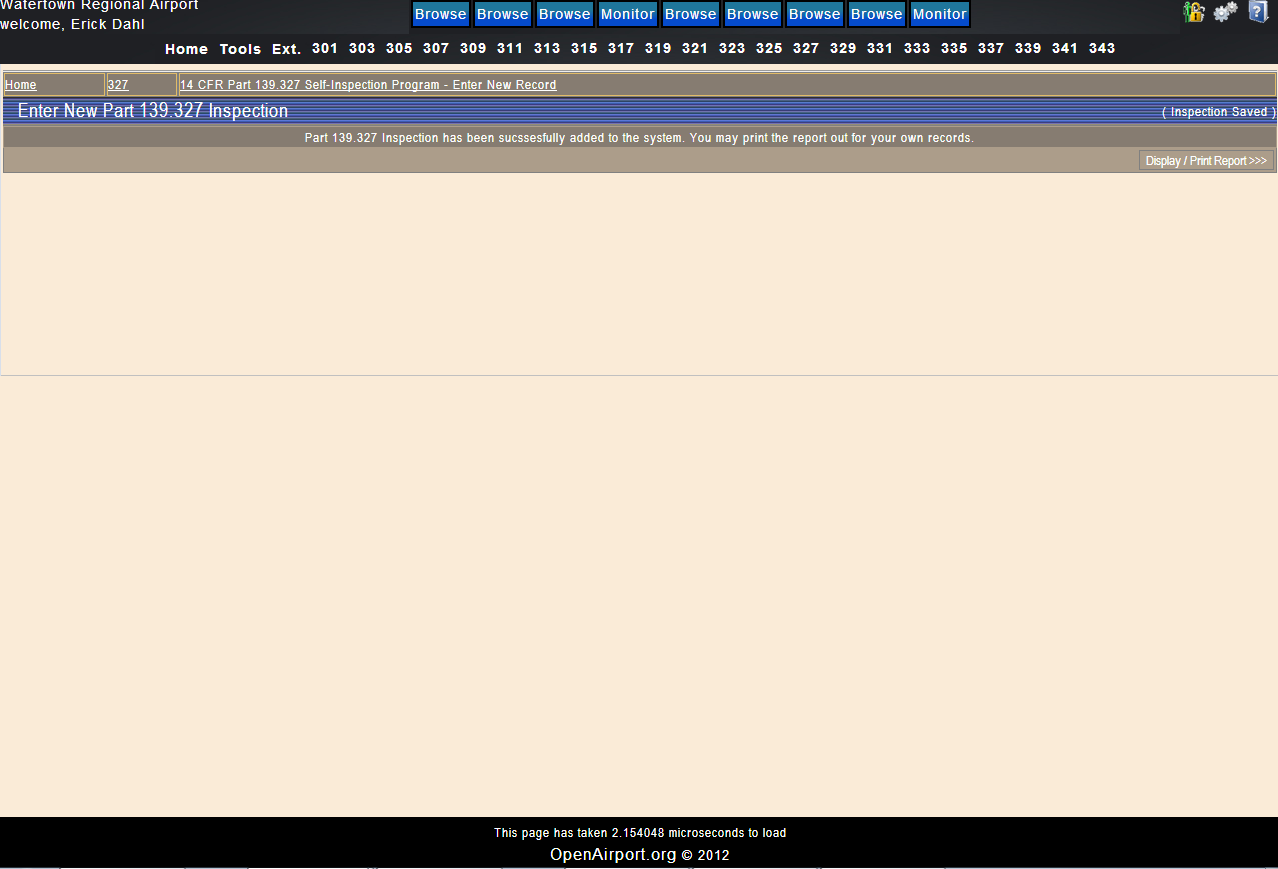 Watertown Regional Airport
welcome, Erick Dahl
Browse Browse Browse Monitor Browse Browse Browse Browse Monitor
Home Tools Ext. 301 303 305 307 309 311 313 315 317 319 321 323 325 327 329 331 333 335 337 339 341 343
Home 327 14 CFR Part 139.327 Self-Inspection Program - Enter New Record
Enter New Part 139.327 Inspection ( Inspection Saved )
Part 139.327 Inspection has been sucssesfully added to the system. You may print the report out for your own records.
Display / Print Report >>>
This page has taken 2.154048 microseconds to load
OpenAirport.org © 2012